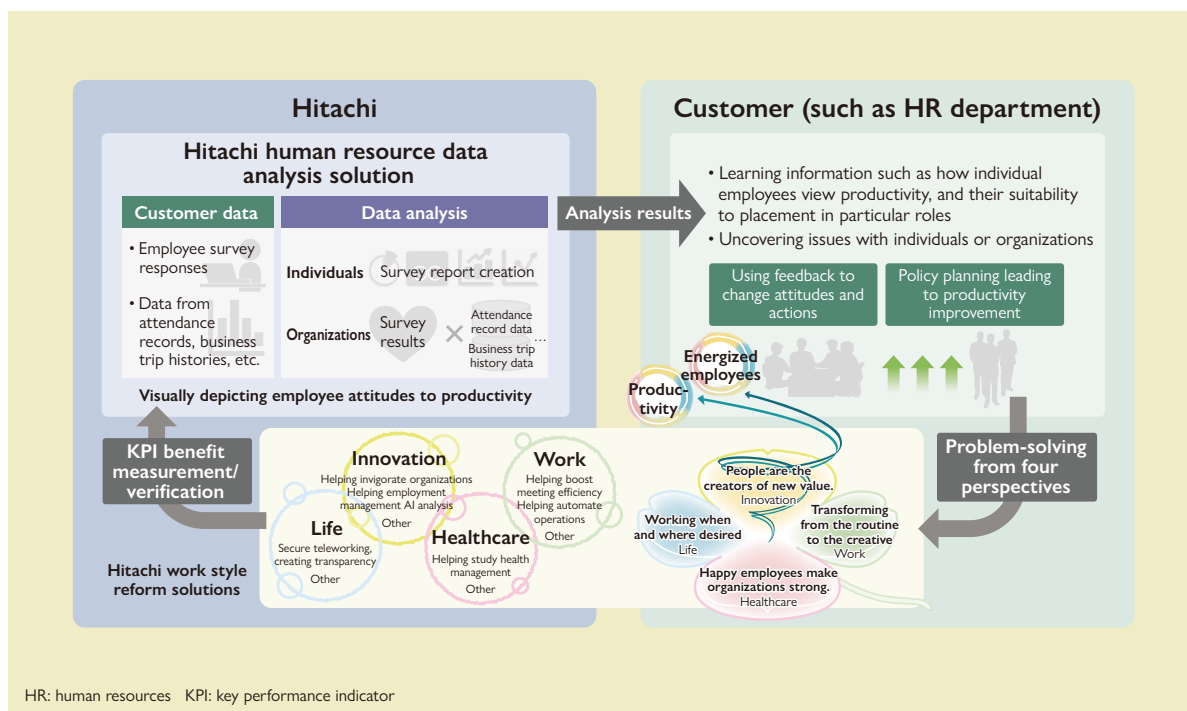 Hitachi
Hitachi human resource data
analysis solution
Customer data
• Employee survey
responses
• Data from
attendance
records, business
trip histories, etc.
Data analysis
Individuals
Survey report creation
Organizations
Survey
results
×
Attendance
record data
Business trip
history data
...
Visually depicting employee attitudes to productivity
Analysis results
Customer (such as HR department)
• Learning information such as how individual
employees view productivity, and their suitability
to placement in particular roles
• Uncovering issues with individuals or organizations
Using feedback to
change attitudes and
actions
Policy planning leading
to productivity
improvement
Energized
employees
Produc-
tivity
Problem-solving
from four
perspectives
People are the
creators of new value.
Innovation
Working when
and where desired
Life
Transforming
from the routine
to the creative
Work
Happy employees make
organizations strong.
Healthcare
KPI benefit
measurement/
verification
Innovation
Helping invigorate organizations
Helping employment
management AI analysis
Other
Work
Helping boost
meeting efficiency
Helping automate
operations
Other
Life
Secure teleworking,
creating transparency
Other
Healthcare
Helping study health
management
Other
Hitachi work style
reform solutions
HR: human resources KPI: key performance indicator